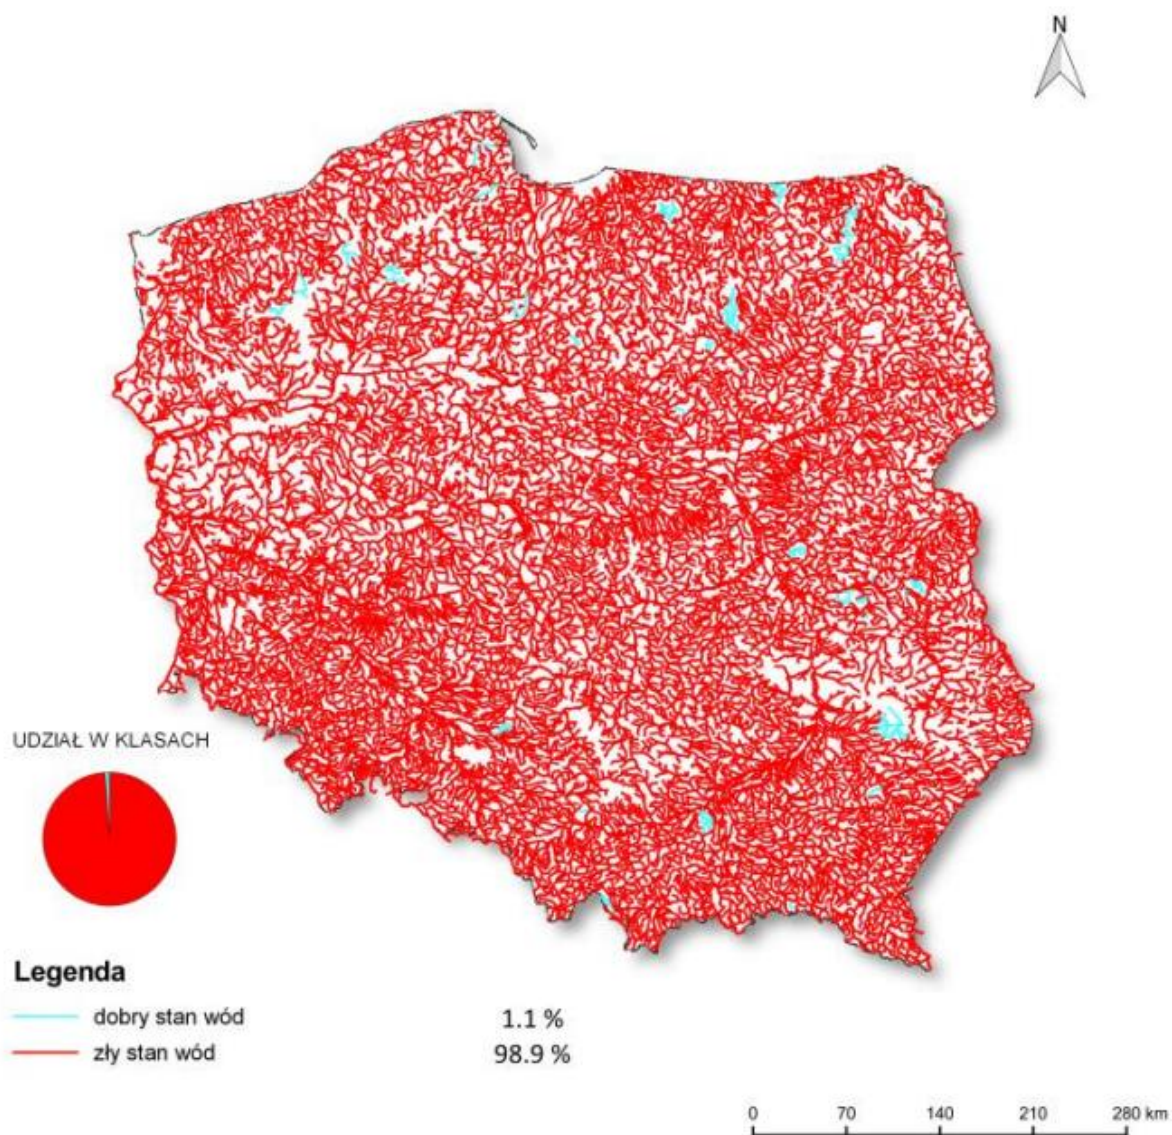 N
UDZIAŁ W KLASACH
Legenda
dobry stan wód 1.1 %
zły stan wód 98.9 %
0 70 140 210 280 km